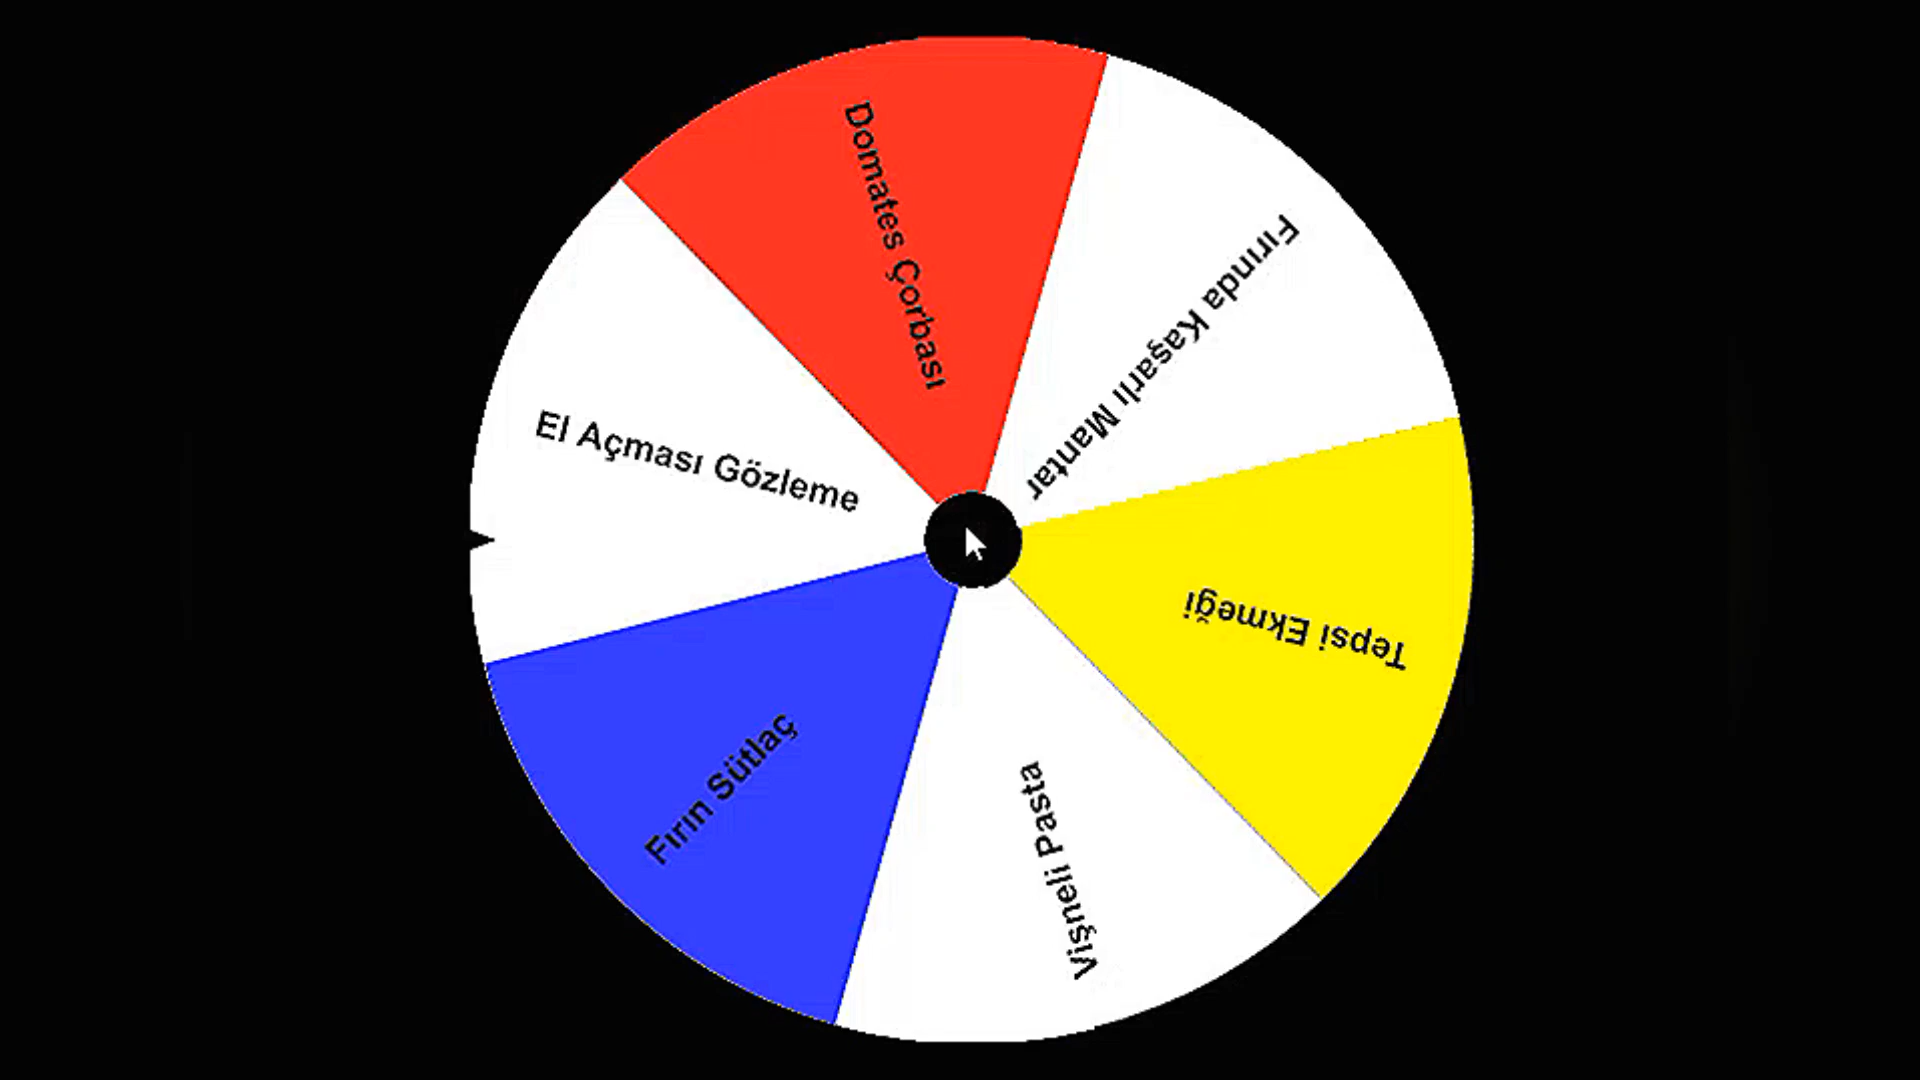 Domates Çorbası
Fırında Kaşarlı Mantar
Tepsi Ekmeği
Vişneli Pasta
Fırın Sütlaç
El Açması Gözleme